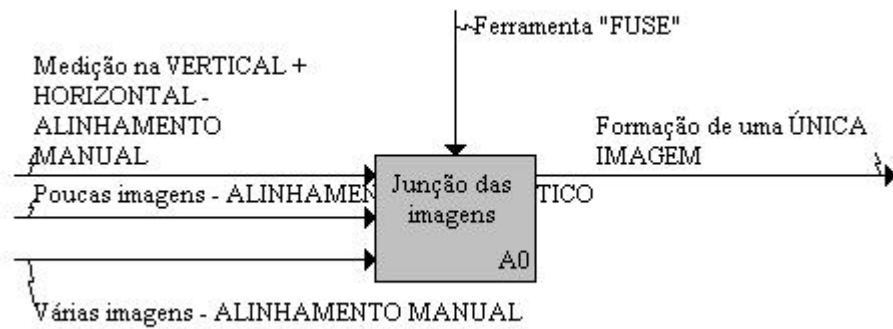 Ferramenta "FUSE"
Medição na VERTICAL +
HORIZONTAL -
ALINHAMENTO
MANUAL
Formação de uma ÚNICA
IMAGEM
Poucas imagens - ALINHAMEN TICO
Junção das
imagens
A0
Várias imagens - ALINHAMENTO MANUAL